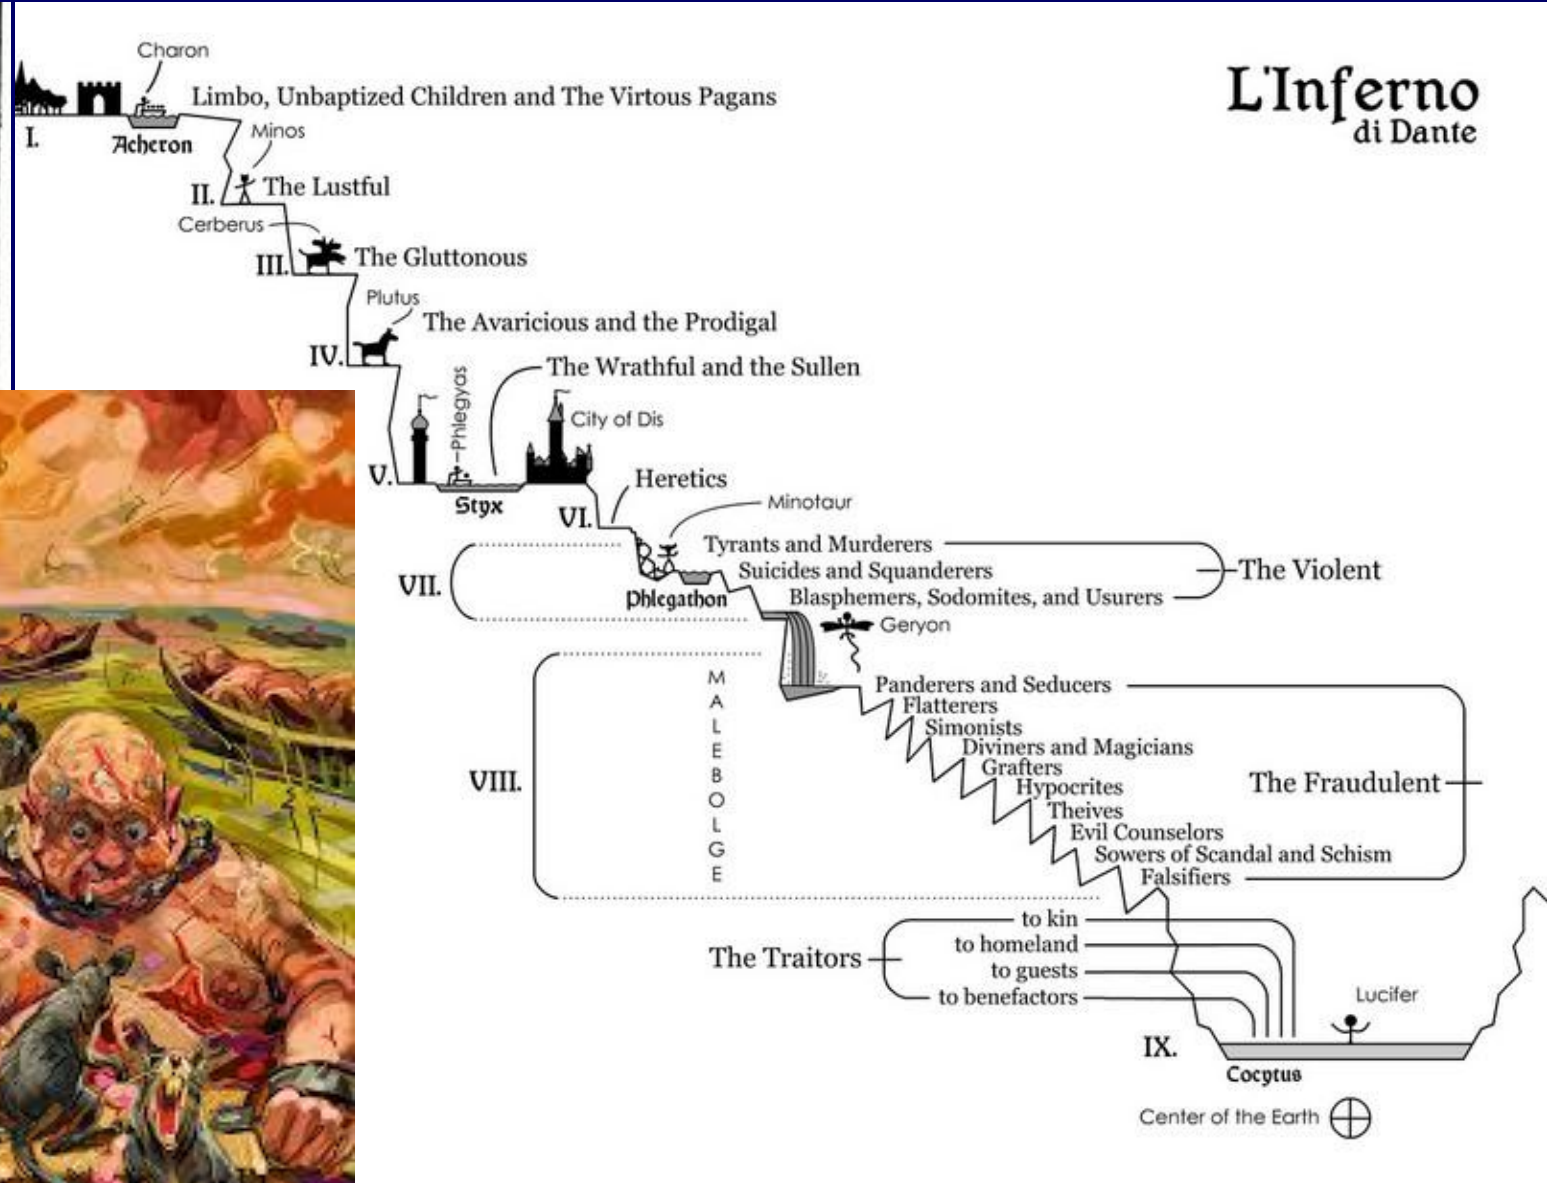 L'Inferno
di Dante
Charon
Limbo, Unbaptized Children and The Virtous Pagans
I.
Acheron
Minos
II.
The Lustful
Cerberus
III.
The Gluttonous
Plutus
The Avaricious and the Prodigal
IV.
The Wrathful and the Sullen
Phlegyas
City of Dis
V.
Styx
Heretics
VI.
Minotaur
Tyrants and Murderers
VII.
Suicides and Squanderers
The Violent
Phlegathon
Blasphemers, Sodomites, and Usurers
Geryon
MALEBOLGE
Panderers and Seducers
Flatterers
Simonists
Diviners and Magicians
Grafters
VIII.
The Fraudulent
Hypocrites
Theives
Evil Counselors
Sowers of Scandal and Schism
Falsifiers
to kin
to homeland
The Traitors
to guests
to benefactors
Lucifer
IX.
Cocytus
Center of the Earth